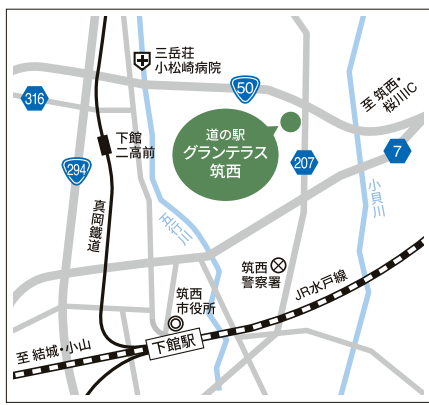 三岳荘
小松崎病院
50
至 筑西・
桜川IC
316
道の駅
グランテラス
筑西
下館
二高前
207
7
294
小貝川
真岡鐵道
五行川
筑西
警察署
JR水戸線
筑西
市役所
下館駅
至 結城・小山